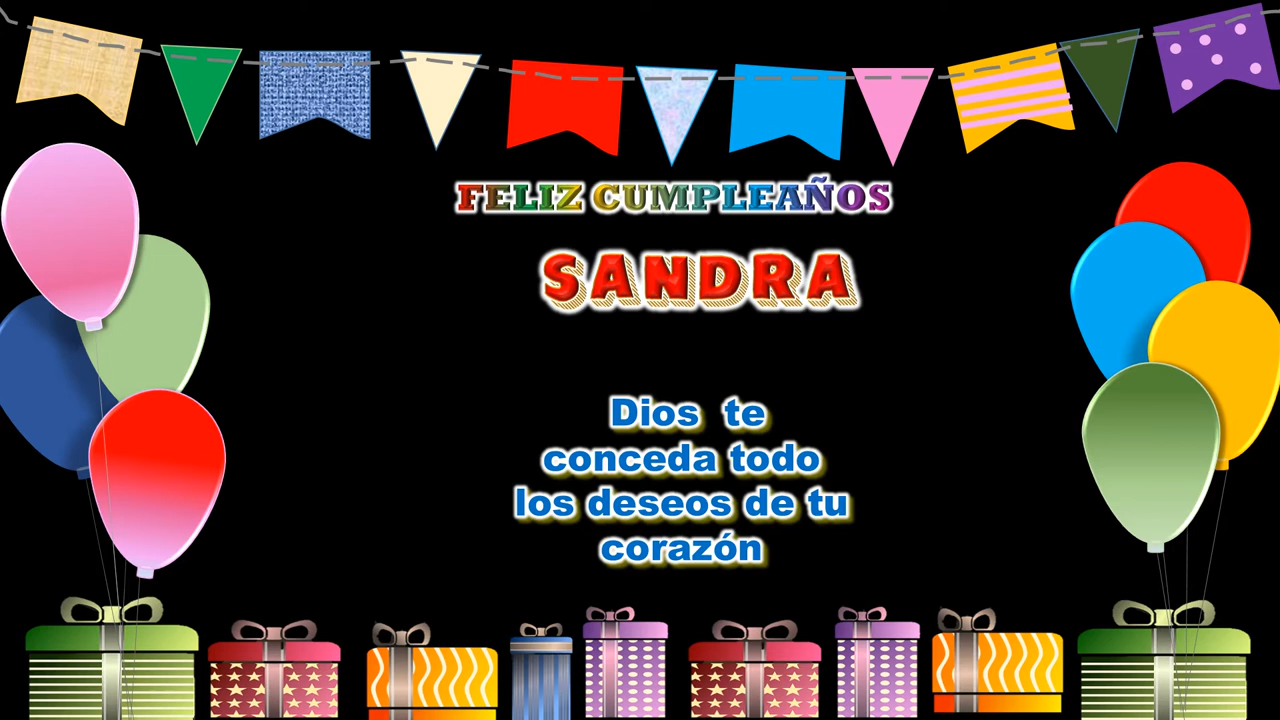 FELIZ CUMPLEAÑOS
SANDRA
Dios te
conceda todo
los deseos de tu
corazón